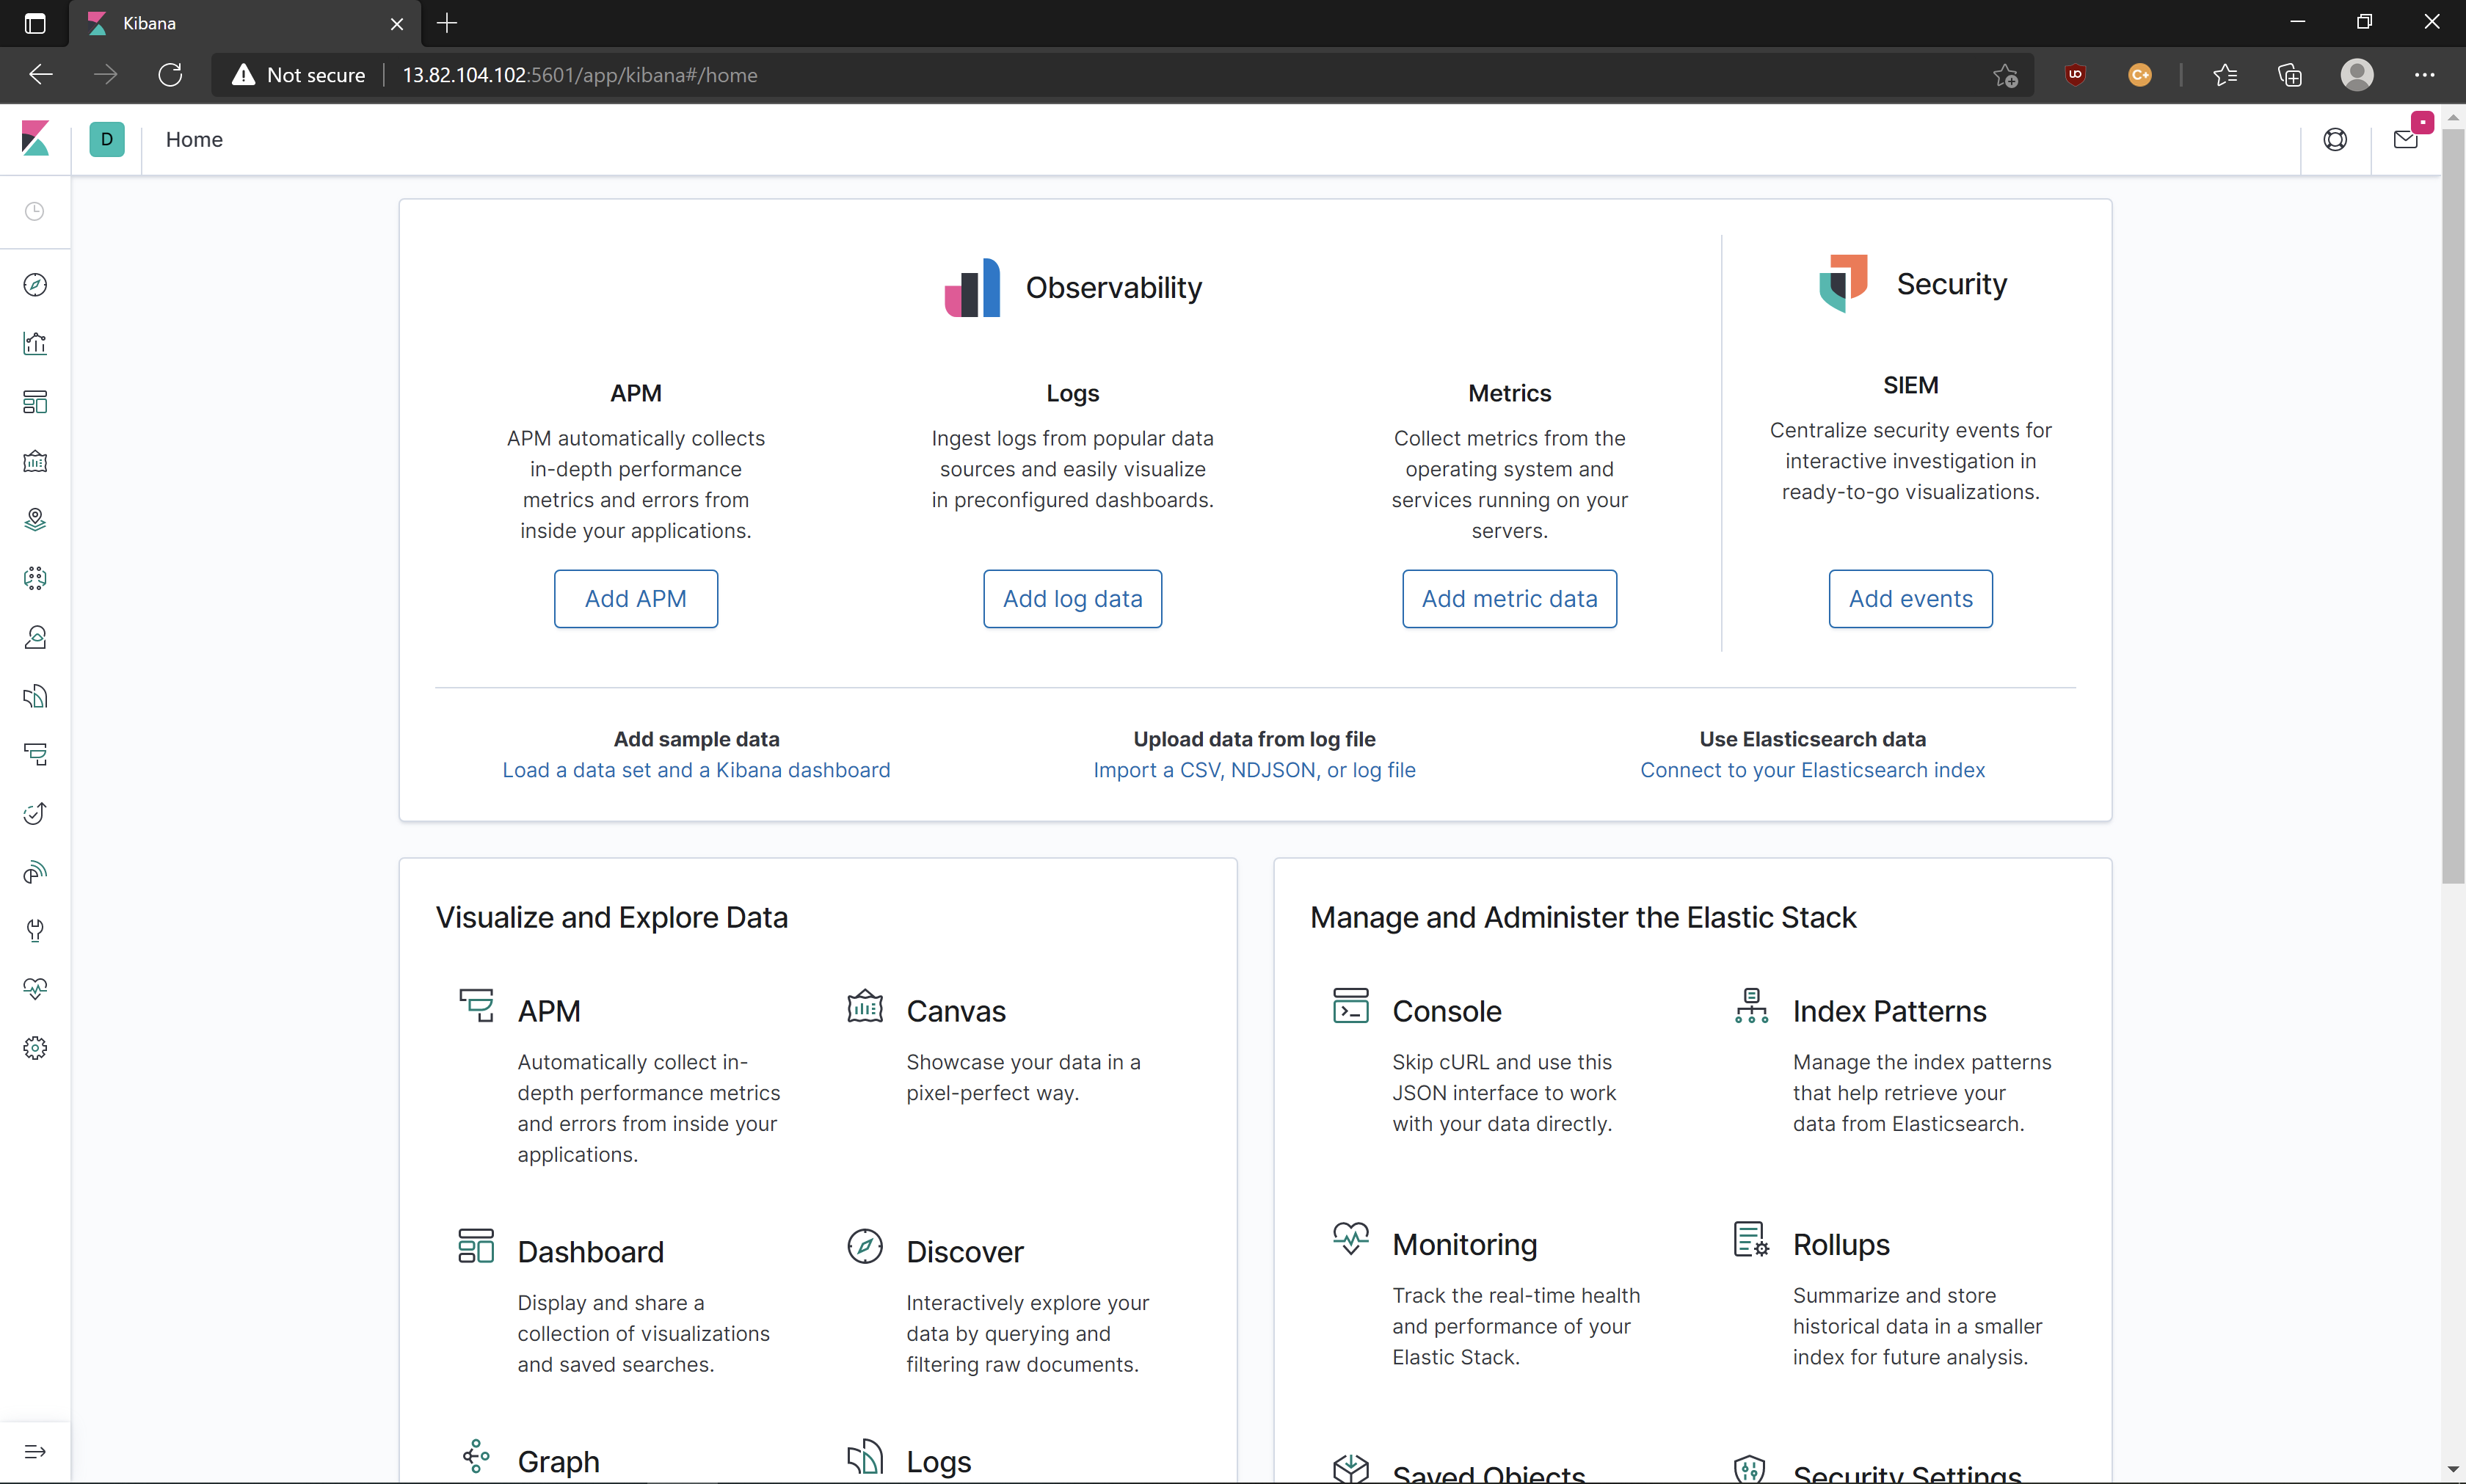 Kibana
Not secure
13.82.104.102:5601/app/kibana#/home
D
Home
Observability
Security
APM
APM automatically collects
in-depth performance
metrics and errors from
inside your applications.
Add APM
Logs
Ingest logs from popular data
sources and easily visualize
in preconfigured dashboards.
Add log data
Metrics
Collect metrics from the
operating system and
services running on your
servers.
Add metric data
SIEM
Centralize security events for
interactive investigation in
ready-to-go visualizations.
Add events
Add sample data
Load a data set and a Kibana dashboard
Upload data from log file
Import a CSV, NDJSON, or log file
Use Elasticsearch data
Connect to your Elasticsearch index
Visualize and Explore Data
APM
Automatically collect in-
depth performance metrics
and errors from inside your
applications.
Canvas
Showcase your data in a
pixel-perfect way.
Dashboard
Display and share a
collection of visualizations
and saved searches.
Discover
Interactively explore your
data by querying and
filtering raw documents.
Graph
Logs
Manage and Administer the Elastic Stack
Console
Skip cURL and use this
JSON interface to work
with your data directly.
Index Patterns
Manage the index patterns
that help retrieve your
data from Elasticsearch.
Monitoring
Track the real-time health
and performance of your
Elastic Stack.
Rollups
Summarize and store
historical data in a smaller
index for future analysis.
Saved Objects
Security Settings